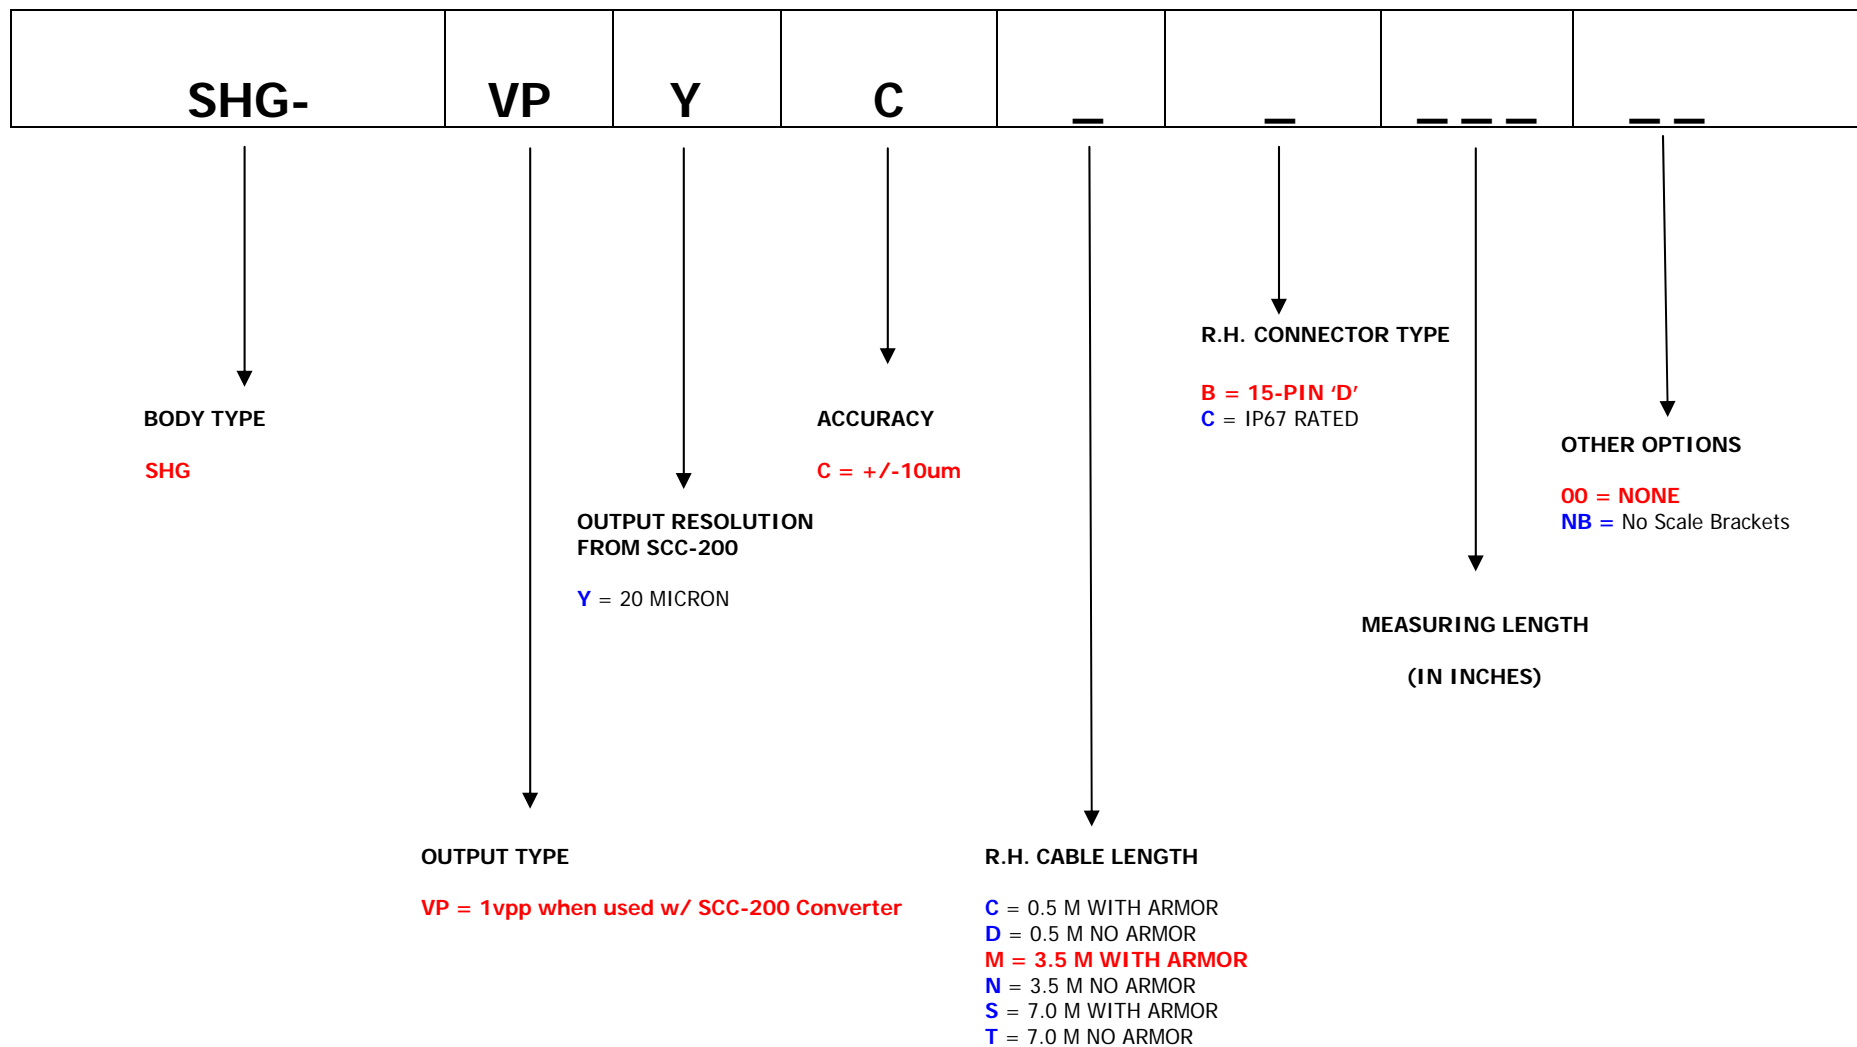 SHG- VP Y C _ _ _ _ _ _ _
BODY TYPE
SHG
OUTPUT TYPE
VP = 1vpp when used w/ SCC-200 Converter
OUTPUT RESOLUTION
FROM SCC-200
Y = 20 MICRON
ACCURACY
C = +/-10um
R.H. CABLE LENGTH
C = 0.5 M WITH ARMOR
D = 0.5 M NO ARMOR
M = 3.5 M WITH ARMOR
N = 3.5 M NO ARMOR
S = 7.0 M WITH ARMOR
T = 7.0 M NO ARMOR
R.H. CONNECTOR TYPE
B = 15-PIN ‘D’
C = IP67 RATED
MEASURING LENGTH
(IN INCHES)
OTHER OPTIONS
00 = NONE
NB = No Scale Brackets